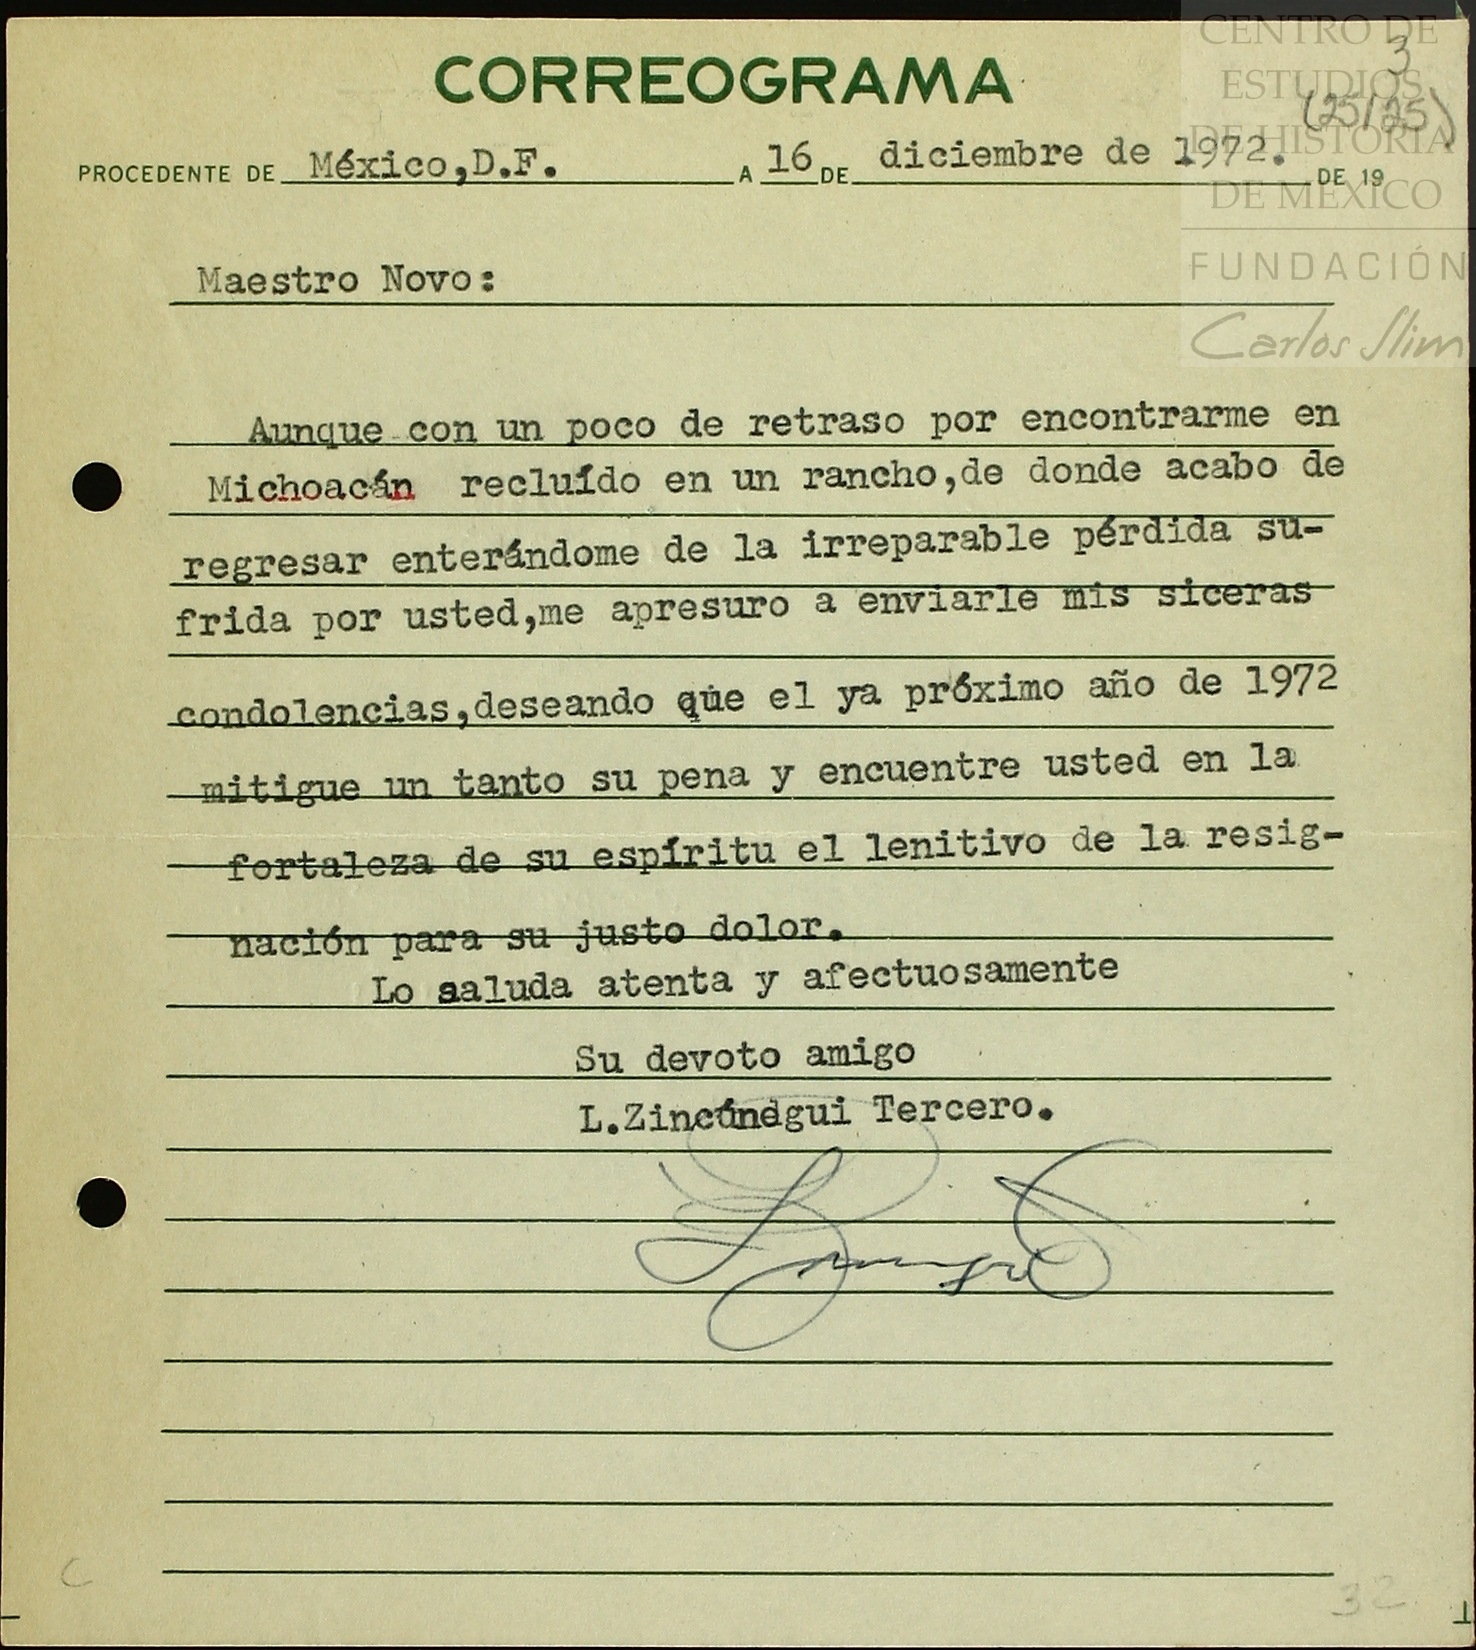 CORREOGRAMA
3
(25/25)
PROCEDENTE DE México,D.F. A 16 DE diciembre de 1972. DE 19
Maestro Novo:
Aunque con un poco de retraso por encontrarme en
Michoacán recluído en un rancho,de donde acabo de
regresar enterándome de la irreparable pérdida su-
frida por usted,me apresuro a enviarle mis siceras
condolencias,deseando que el ya próximo año de 1972
mitigue un tanto su pena y encuentre usted en la
fortaleza de su espíritu el lenitivo de la resig-
nación para su justo dolor.
Lo saluda atenta y afectuosamente
Su devoto amigo
L.Zincúnegui Tercero.
C
32
CENTRO DE
ESTUDIOS
DE HISTORIA
DE MÉXICO
FUNDACIÓN
Carlos Slim